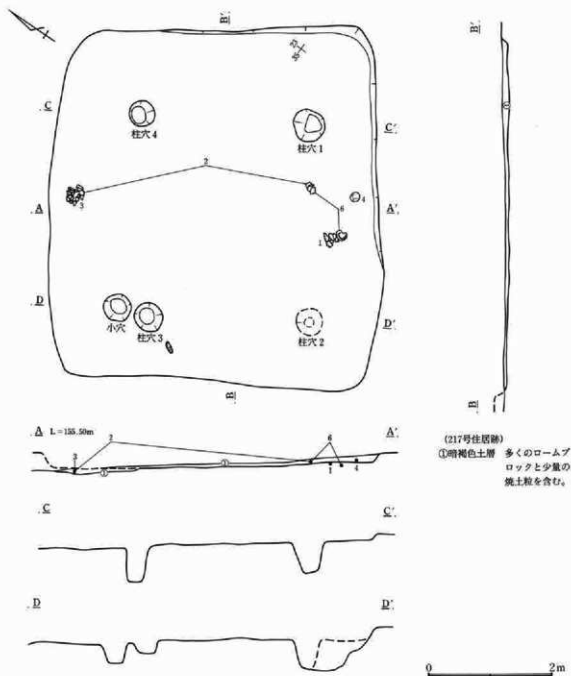 B′
B′
C
柱穴4
柱穴1
C′
2
3
4
A
A′
6
1
D
小穴
柱穴3
柱穴2
D′
B
B
A L=155.50m
2
6
A′
3
①
①
1
4
(217号住居跡)
①暗褐色土層 多くのロームブ
ロックと少量の
焼土粒を含む。
C
C′
D
D′
0
2m
①